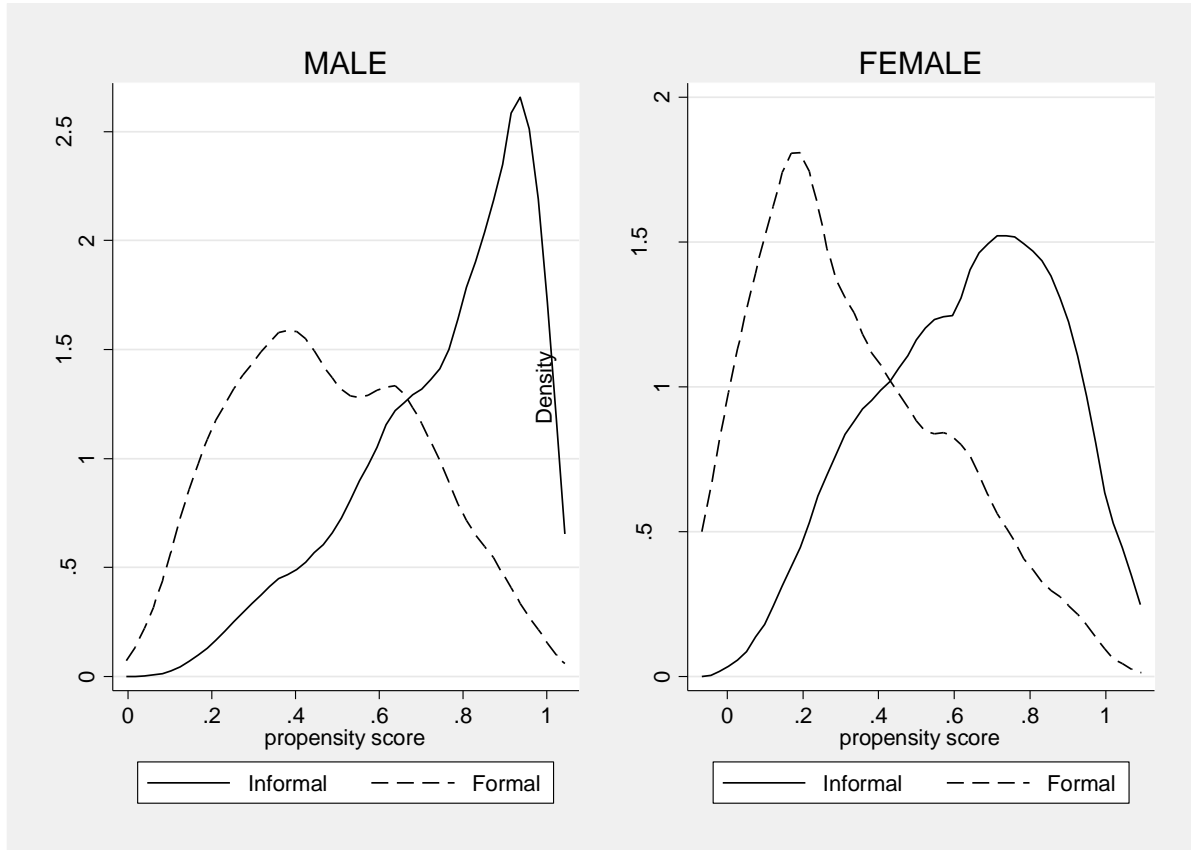 MALE
2.5
2
1.5
1
.5
0
Density
0 .2 .4 .6 .8 1
propensity score
Informal Formal
FEMALE
2
1.5
1
.5
0
0 .2 .4 .6 .8 1
propensity score
Informal Formal